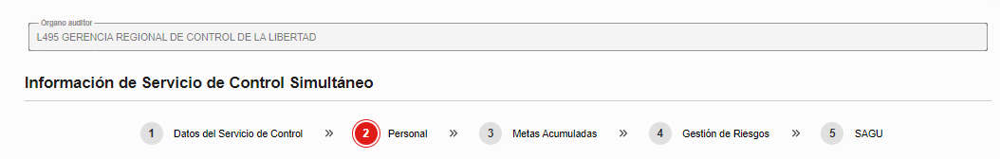 Órgano auditor
L495 GERENCIA REGIONAL DE CONTROL DE LA LIBERTAD
Información de Servicio de Control Simultáneo
1 Datos del Servicio de Control » 2 Personal » 3 Metas Acumuladas » 4 Gestión de Riesgos » 5 SAGU